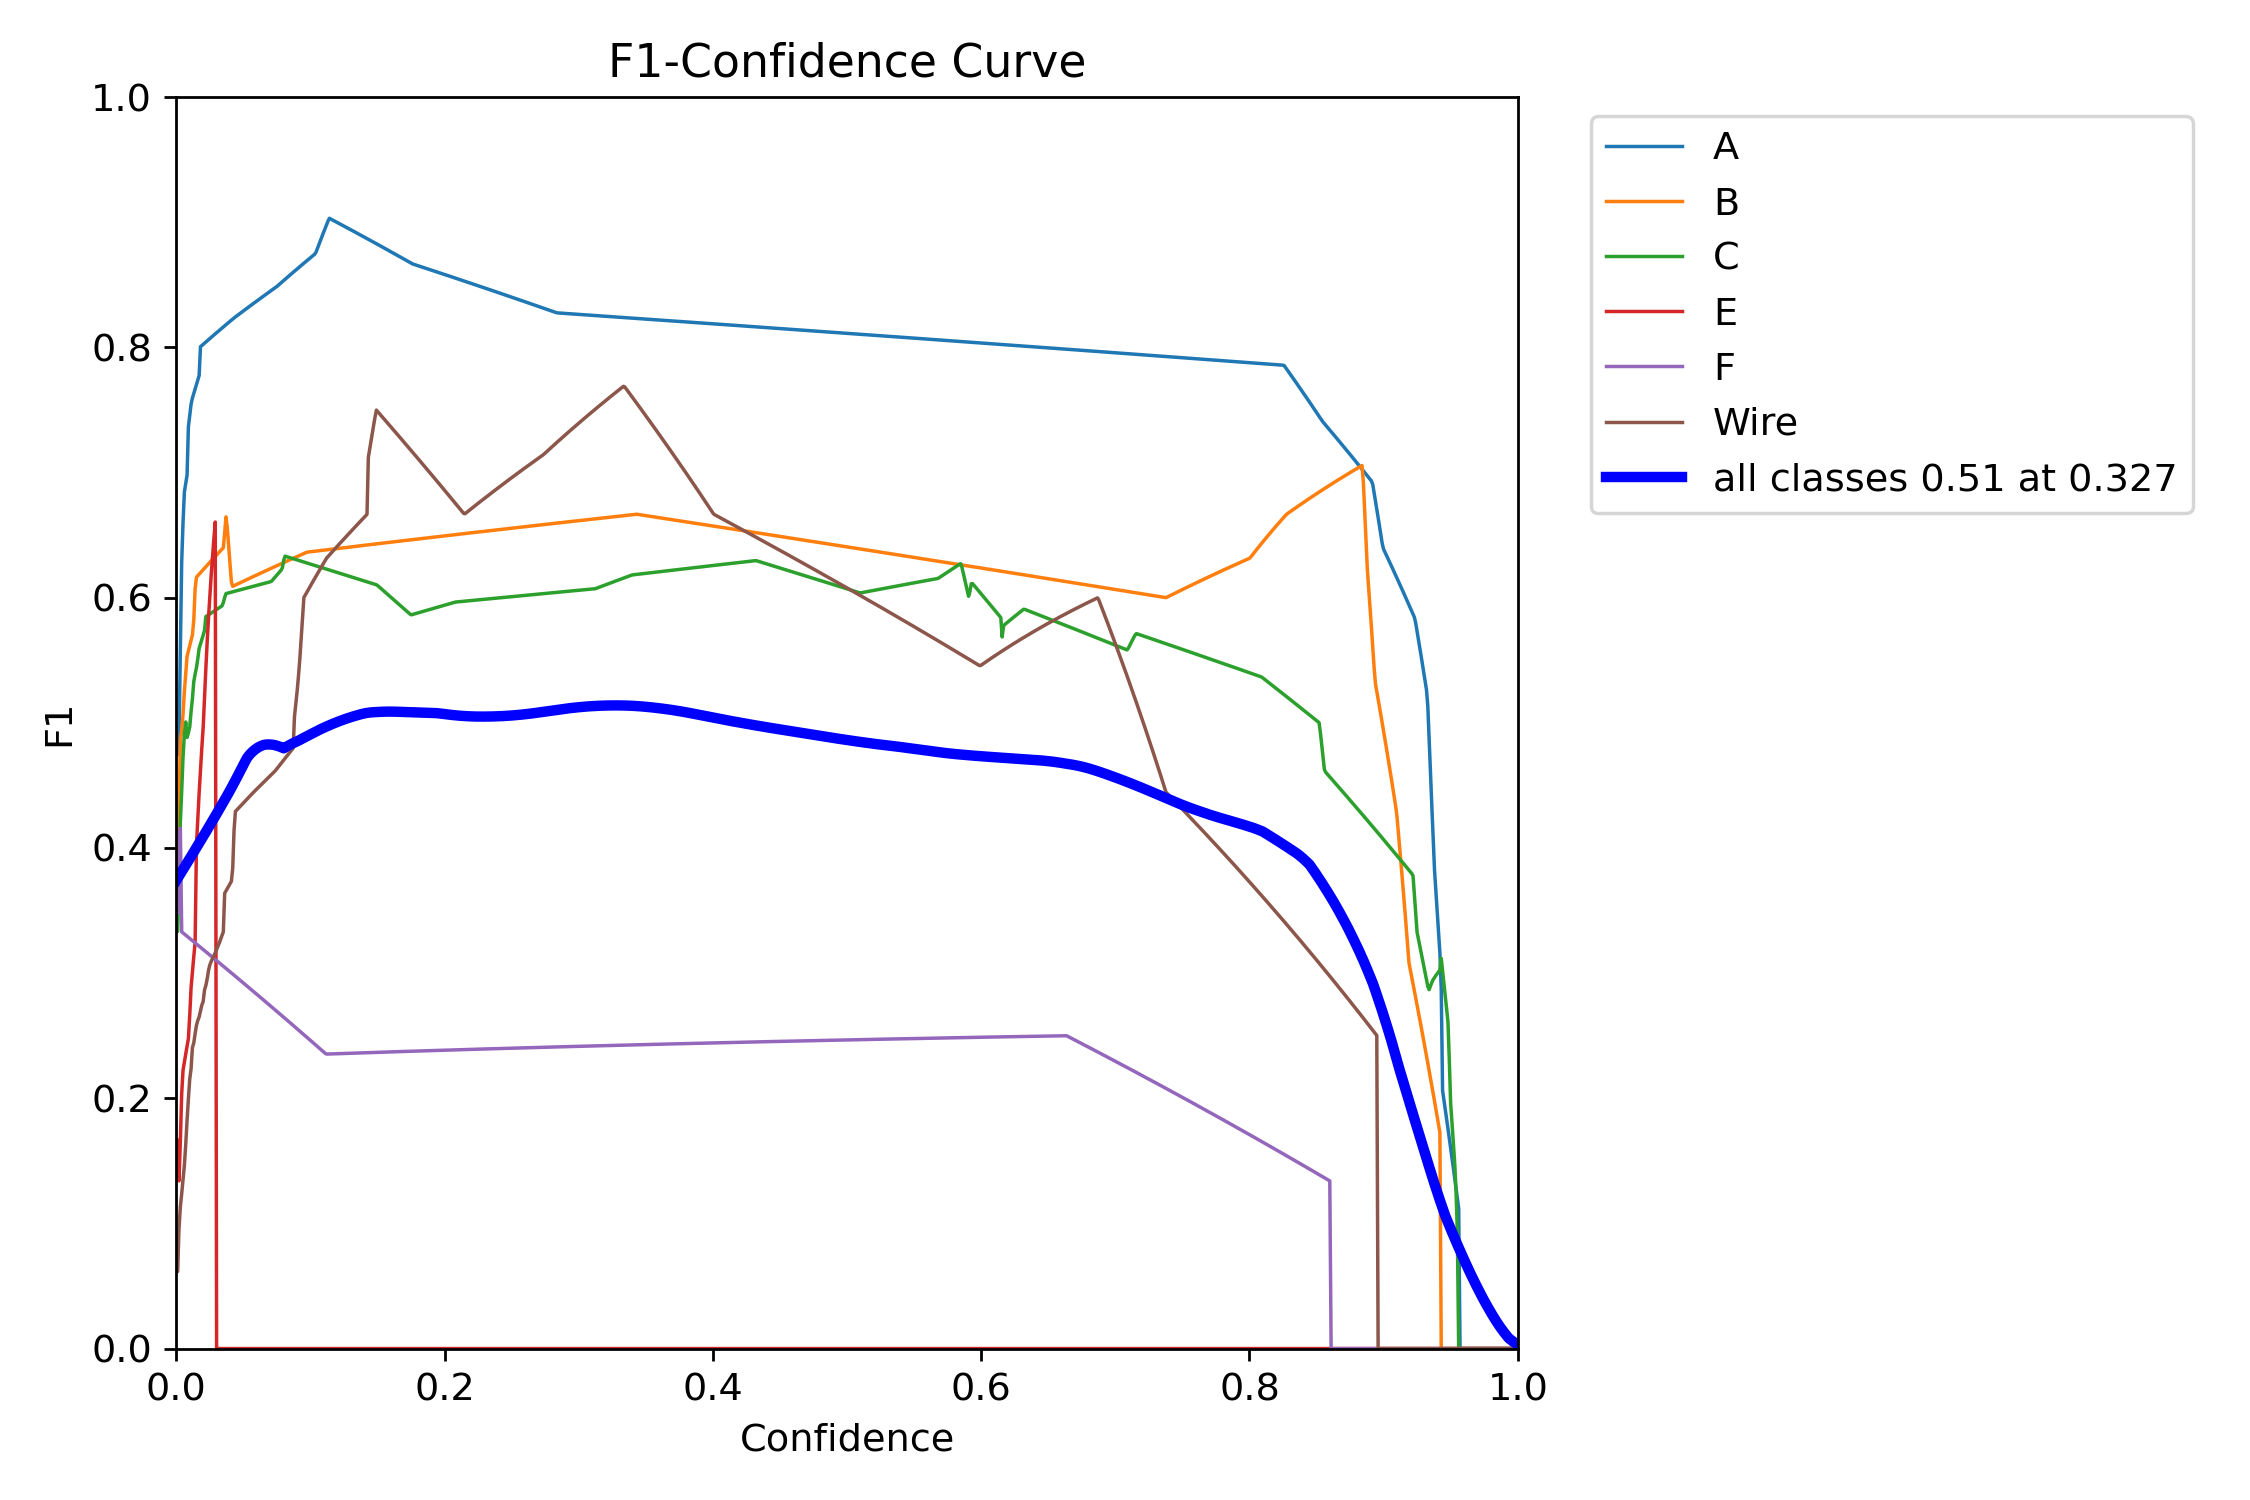 F1-Confidence Curve
1.0
0.8
0.6
0.4
0.2
0.0
F1
0.0 0.2 0.4 0.6 0.8 1.0
Confidence
A
B
C
E
F
Wire
all classes 0.51 at 0.327